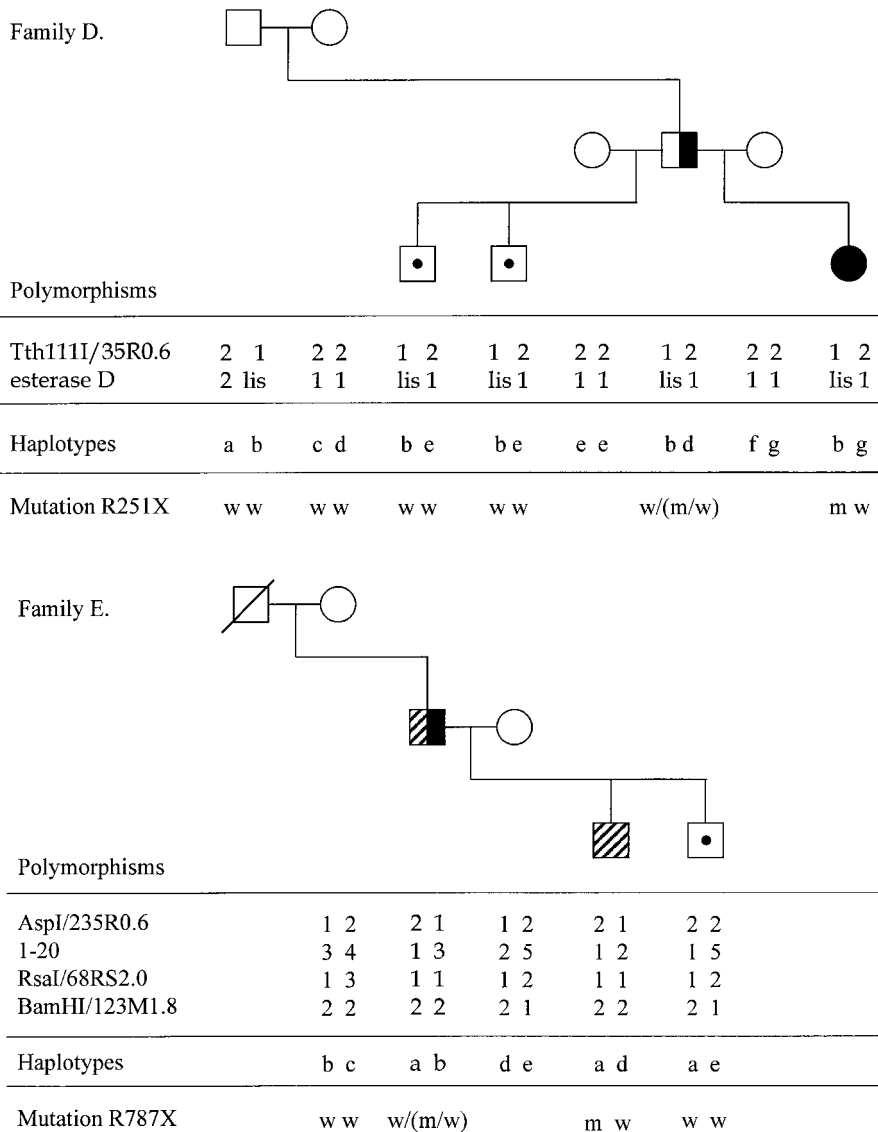 Family D.
Polymorphisms
Tth111I/35R0.6 2 1 2 2 1 2 1 2 2 2 1 2 2 2 1 2
esterase D 2 lis 1 1 lis 1 lis 1 1 1 lis 1 1 1 lis 1
Haplotypes a b c d b e b e e e b d f g b g
Mutation R251X w w w w w w w w w/(m/w) m w
Family E.
Polymorphisms
AspI/235R0.6 1 2 2 1 1 2 2 1 2 2
1-20 3 4 1 3 2 5 1 2 1 5
RsaI/68RS2.0 1 3 1 1 1 2 1 1 1 2
BamHI/123M1.8 2 2 2 2 2 1 2 2 2 1
Haplotypes b c a b d e a d a e
Mutation R787X w w w/(m/w) m w w w